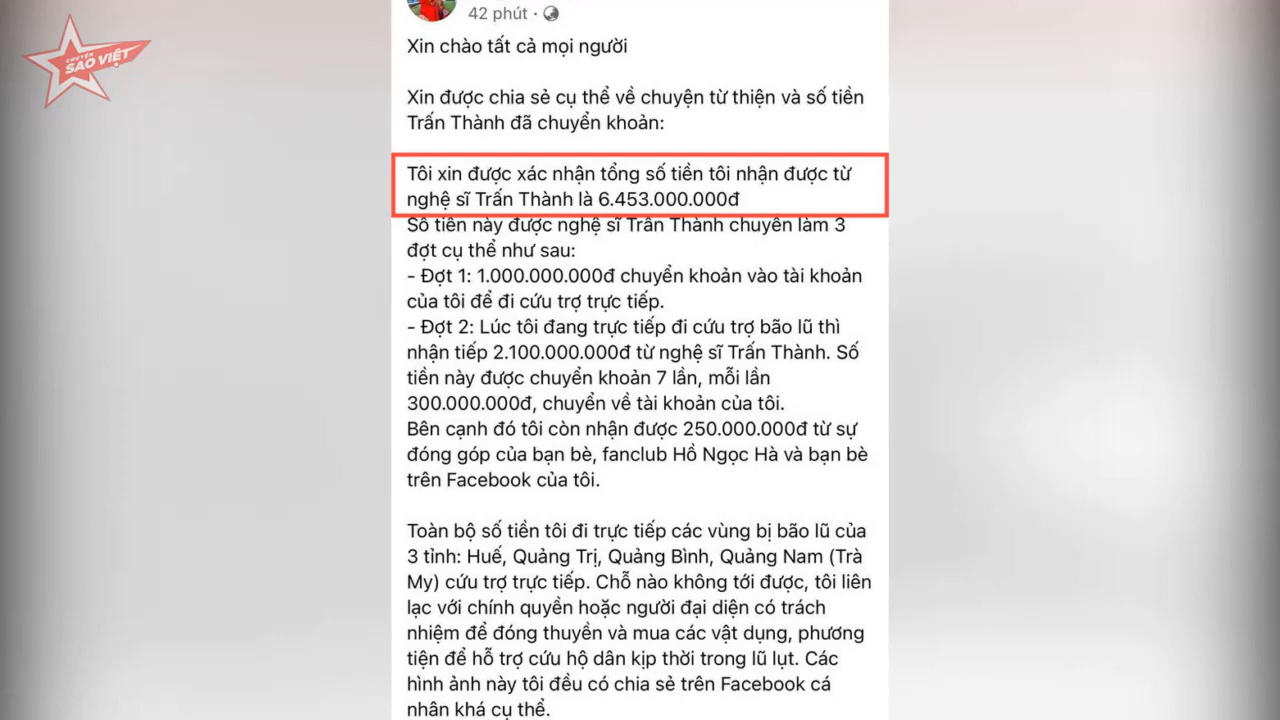 CHUYỆN
SAO VIỆT
42 phút ·
Xin chào tất cả mọi người
Xin được chia sẻ cụ thể về chuyện từ thiện và số tiền
Trấn Thành đã chuyển khoản:
Tôi xin được xác nhận tổng số tiền tôi nhận được từ
nghệ sĩ Trấn Thành là 6.453.000.000đ
Số tiền này được nghệ sĩ Trấn Thành chuyển làm 3
đợt cụ thể như sau:
- Đợt 1: 1.000.000.000đ chuyển khoản vào tài khoản
của tôi để đi cứu trợ trực tiếp.
- Đợt 2: Lúc tôi đang trực tiếp đi cứu trợ bão lũ thì
nhận tiếp 2.100.000.000đ từ nghệ sĩ Trấn Thành. Số
tiền này được chuyển khoản 7 lần, mỗi lần
300.000.000đ, chuyển về tài khoản của tôi.
Bên cạnh đó tôi còn nhận được 250.000.000đ từ sự
đóng góp của bạn bè, fanclub Hồ Ngọc Hà và bạn bè
trên Facebook của tôi.
Toàn bộ số tiền tôi đi trực tiếp các vùng bị bão lũ của
3 tỉnh: Huế, Quảng Trị, Quảng Bình, Quảng Nam (Trà
My) cứu trợ trực tiếp. Chỗ nào không tới được, tôi liên
lạc với chính quyền hoặc người đại diện có trách
nhiệm để đóng thuyền và mua các vật dụng, phương
tiện để hỗ trợ cứu hộ dân kịp thời trong lũ lụt. Các
hình ảnh này tôi đều có chia sẻ trên Facebook cá
nhân khá cụ thể.